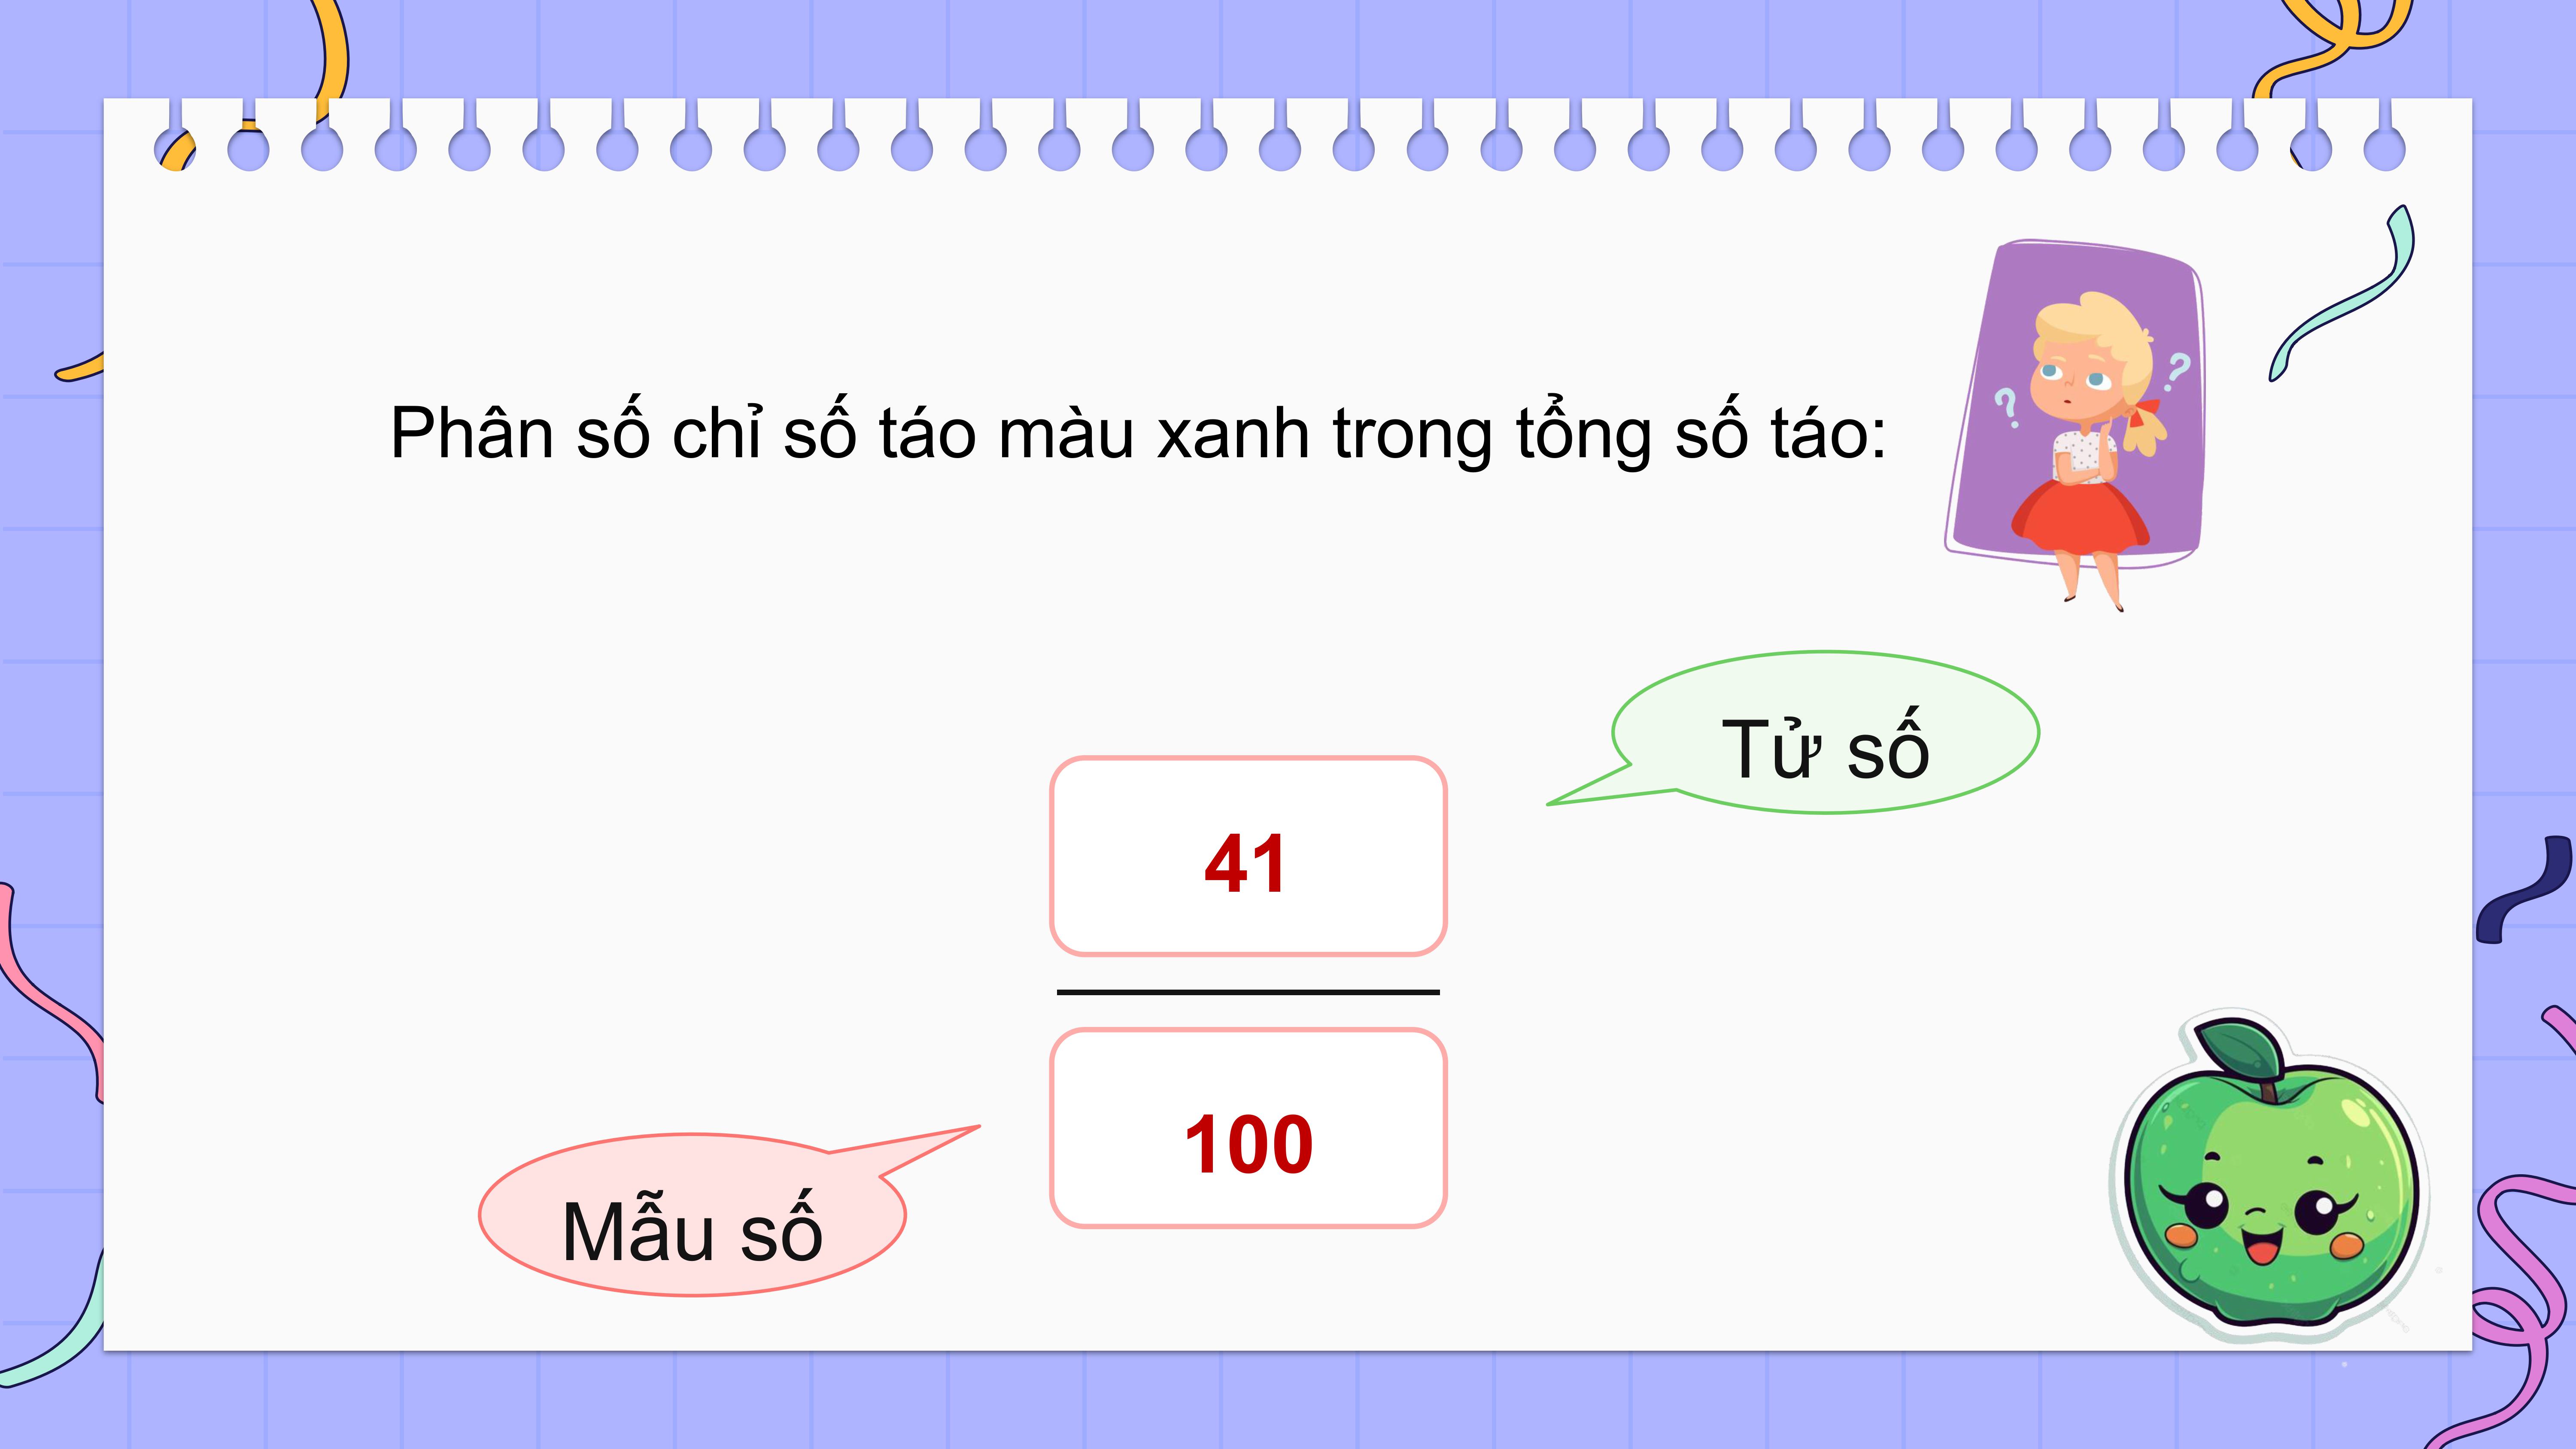 Phân số chỉ số táo màu xanh trong tổng số táo:
Tử số
41
100
Mẫu số